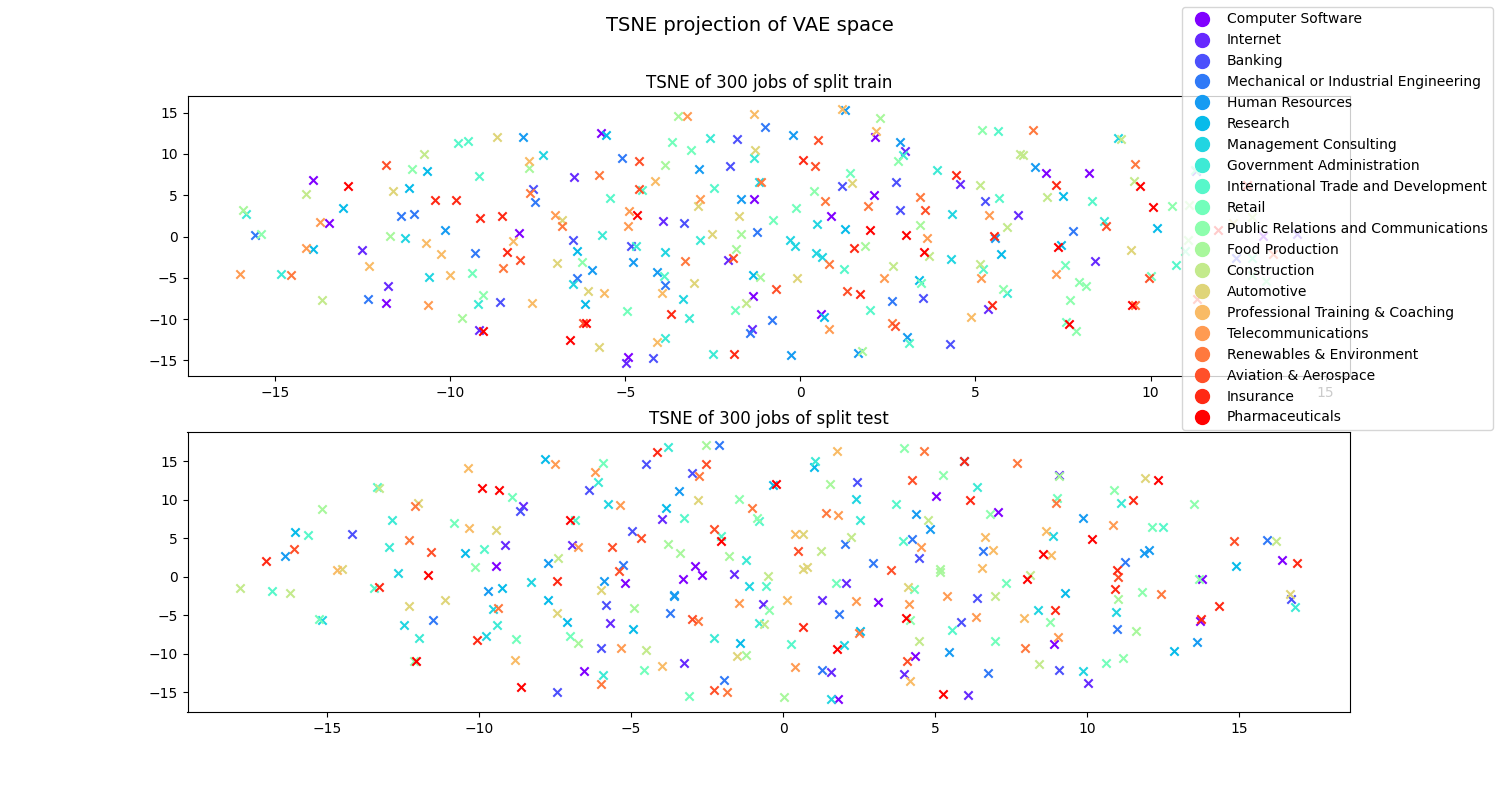 TSNE projection of VAE space
TSNE of 300 jobs of split train
15
10
5
0
−5
−10
−15
−15
−10
−5
0
5
10
15
Computer Software
Internet
Banking
Mechanical or Industrial Engineering
Human Resources
Research
Management Consulting
Government Administration
International Trade and Development
Retail
Public Relations and Communications
Food Production
Construction
Automotive
Professional Training & Coaching
Telecommunications
Renewables & Environment
Aviation & Aerospace
Insurance
Pharmaceuticals
TSNE of 300 jobs of split test
15
10
5
0
−5
−10
−15
−15
−10
−5
0
5
10
15